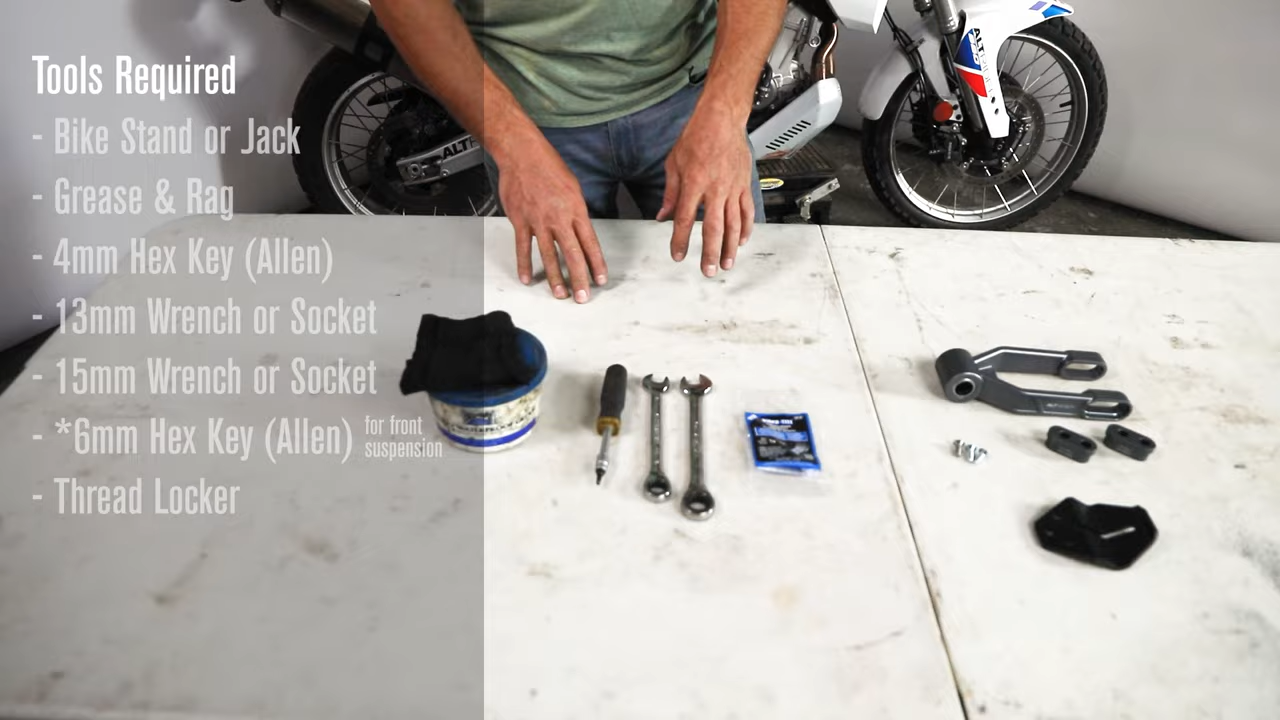 Tools Required
- Bike Stand or Jack
- Grease & Rag
- 4mm Hex Key (Allen)
- 13mm Wrench or Socket
- 15mm Wrench or Socket
- *6mm Hex Key (Allen) for front
suspension
- Thread Locker